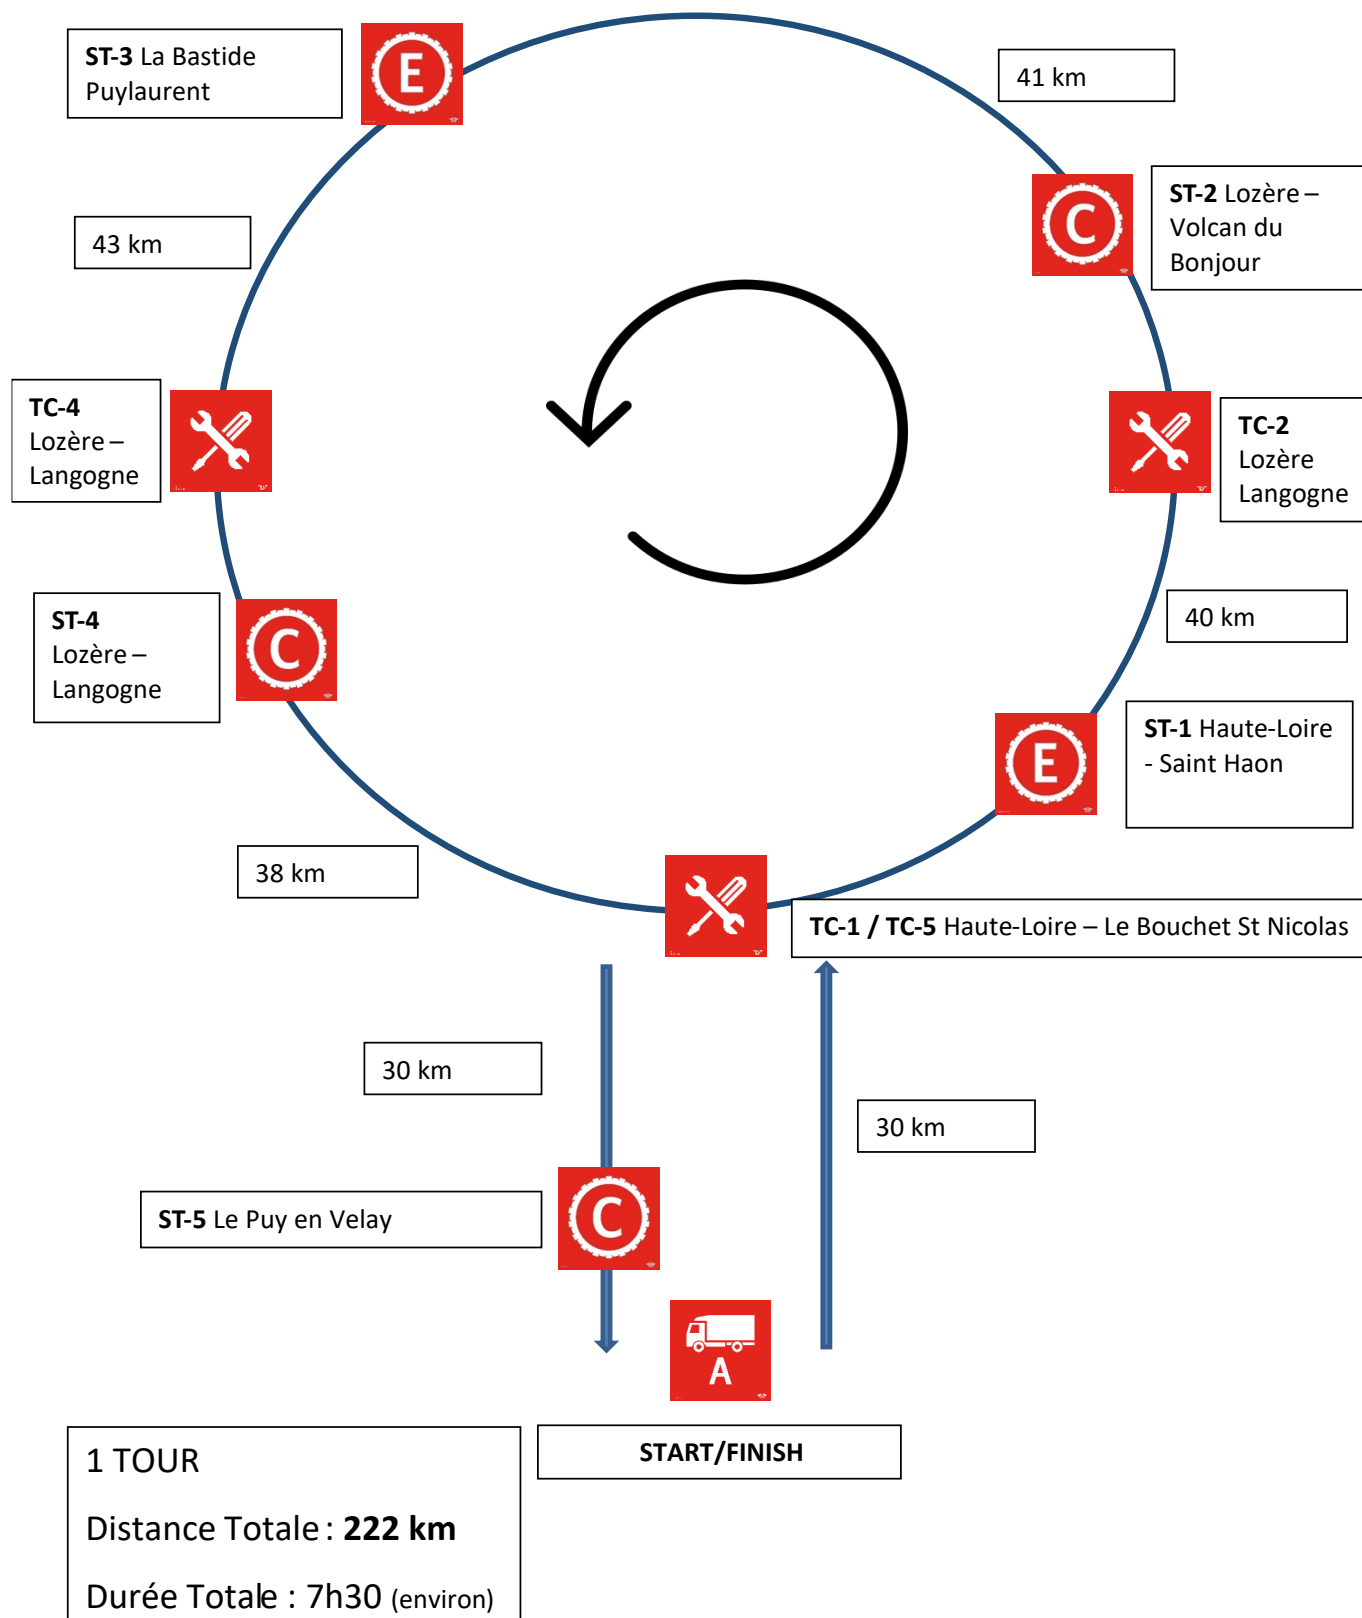 ST-3 La Bastide
Puylaurent
E
41 km
C
ST-2 Lozère –
Volcan du
Bonjour
43 km
TC-4
Lozère –
Langogne
TC-2
Lozère
Langogne
ST-4
Lozère –
Langogne
C
40 km
E
ST-1 Haute-Loire
- Saint Haon
38 km
TC-1 / TC-5 Haute-Loire – Le Bouchet St Nicolas
30 km
30 km
ST-5 Le Puy en Velay
C
A
START/FINISH
1 TOUR
Distance Totale : 222 km
Durée Totale : 7h30 (environ)